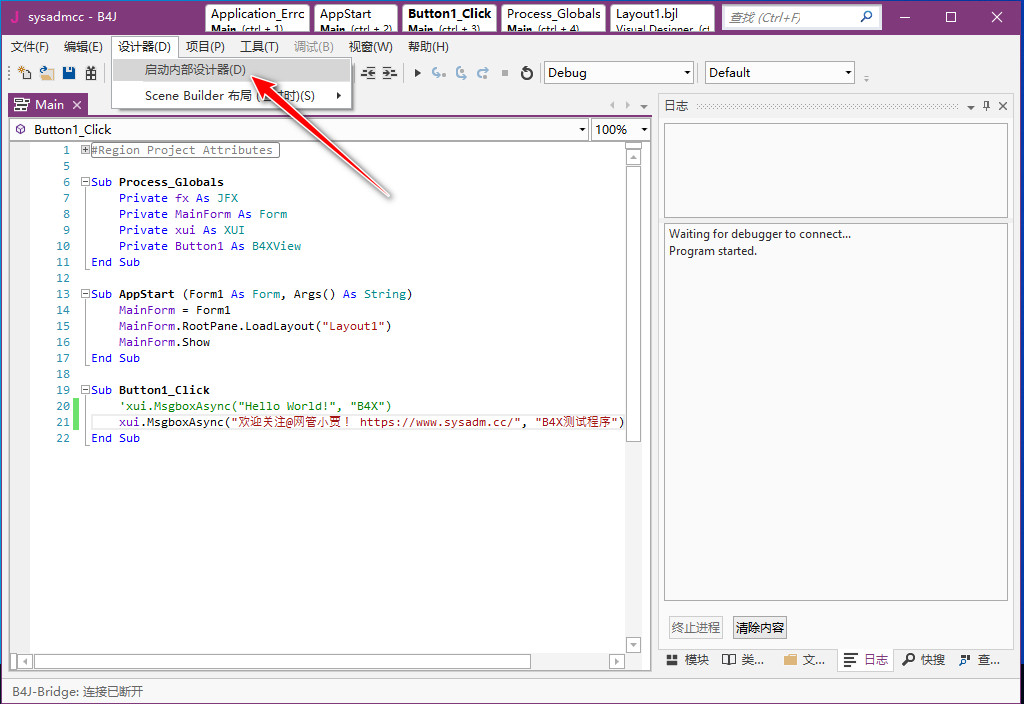 sysadmcc - B4J
Application_Errc
Main (ctrl + 1)
AppStart
Main (ctrl + 2)
Button1_Click
Main (ctrl + 3)
Process_Globals
Main (ctrl + 4)
Layout1.bjl
Visual Designer (ct
查找 (Ctrl+F)
文件(F) 编辑(E) 设计器(D) 项目(P) 工具(T) 调试(B) 视窗(W) 帮助(H)
启动内部设计器(D)
Scene Builder 布局 时)(S)
Debug
Default
Main
Button1_Click
100%
1 #Region Project Attributes
5
6 Sub Process_Globals
7 Private fx As JFX
8 Private MainForm As Form
9 Private xui As XUI
10 Private Button1 As B4XView
11 End Sub
12
13 Sub AppStart (Form1 As Form, Args() As String)
14 MainForm = Form1
15 MainForm.RootPane.LoadLayout("Layout1")
16 MainForm.Show
17 End Sub
18
19 Sub Button1_Click
20 'xui.MsgboxAsync("Hello World!", "B4X")
21 xui.MsgboxAsync("欢迎关注@网管小贾！ https://www.sysadm.cc/", "B4X测试程序")
22 End Sub
日志
Waiting for debugger to connect...
Program started.
终止进程
清除内容
模块 类... 文... 日志 快搜 查...
B4J-Bridge: 连接已断开